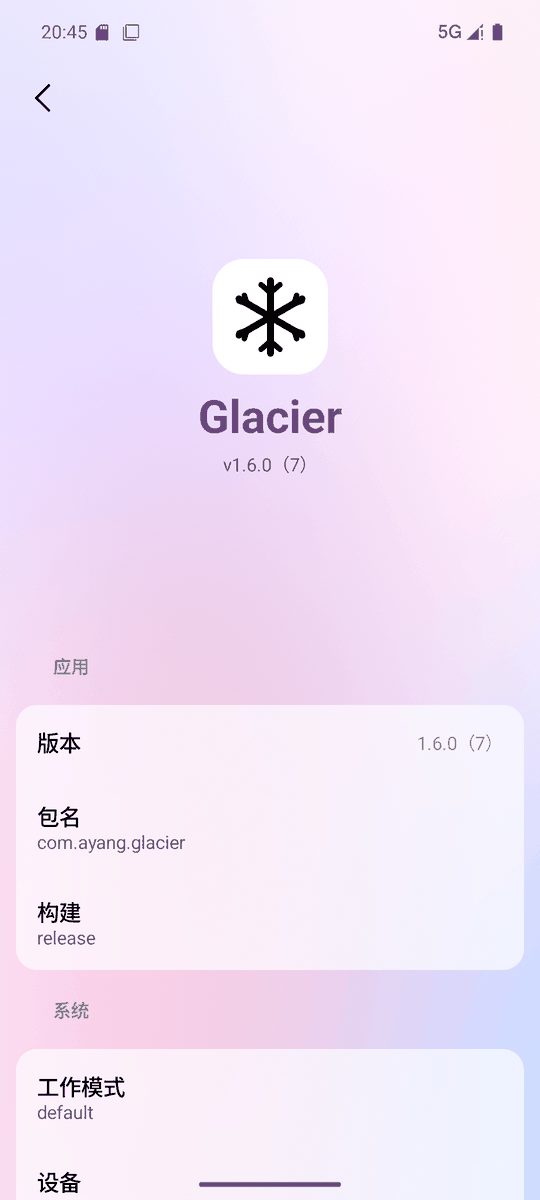 20:45
5G
Glacier
v1.6.0（7）
应用
版本
1.6.0（7）
包名
com.ayang.glacier
构建
release
系统
工作模式
default
设备